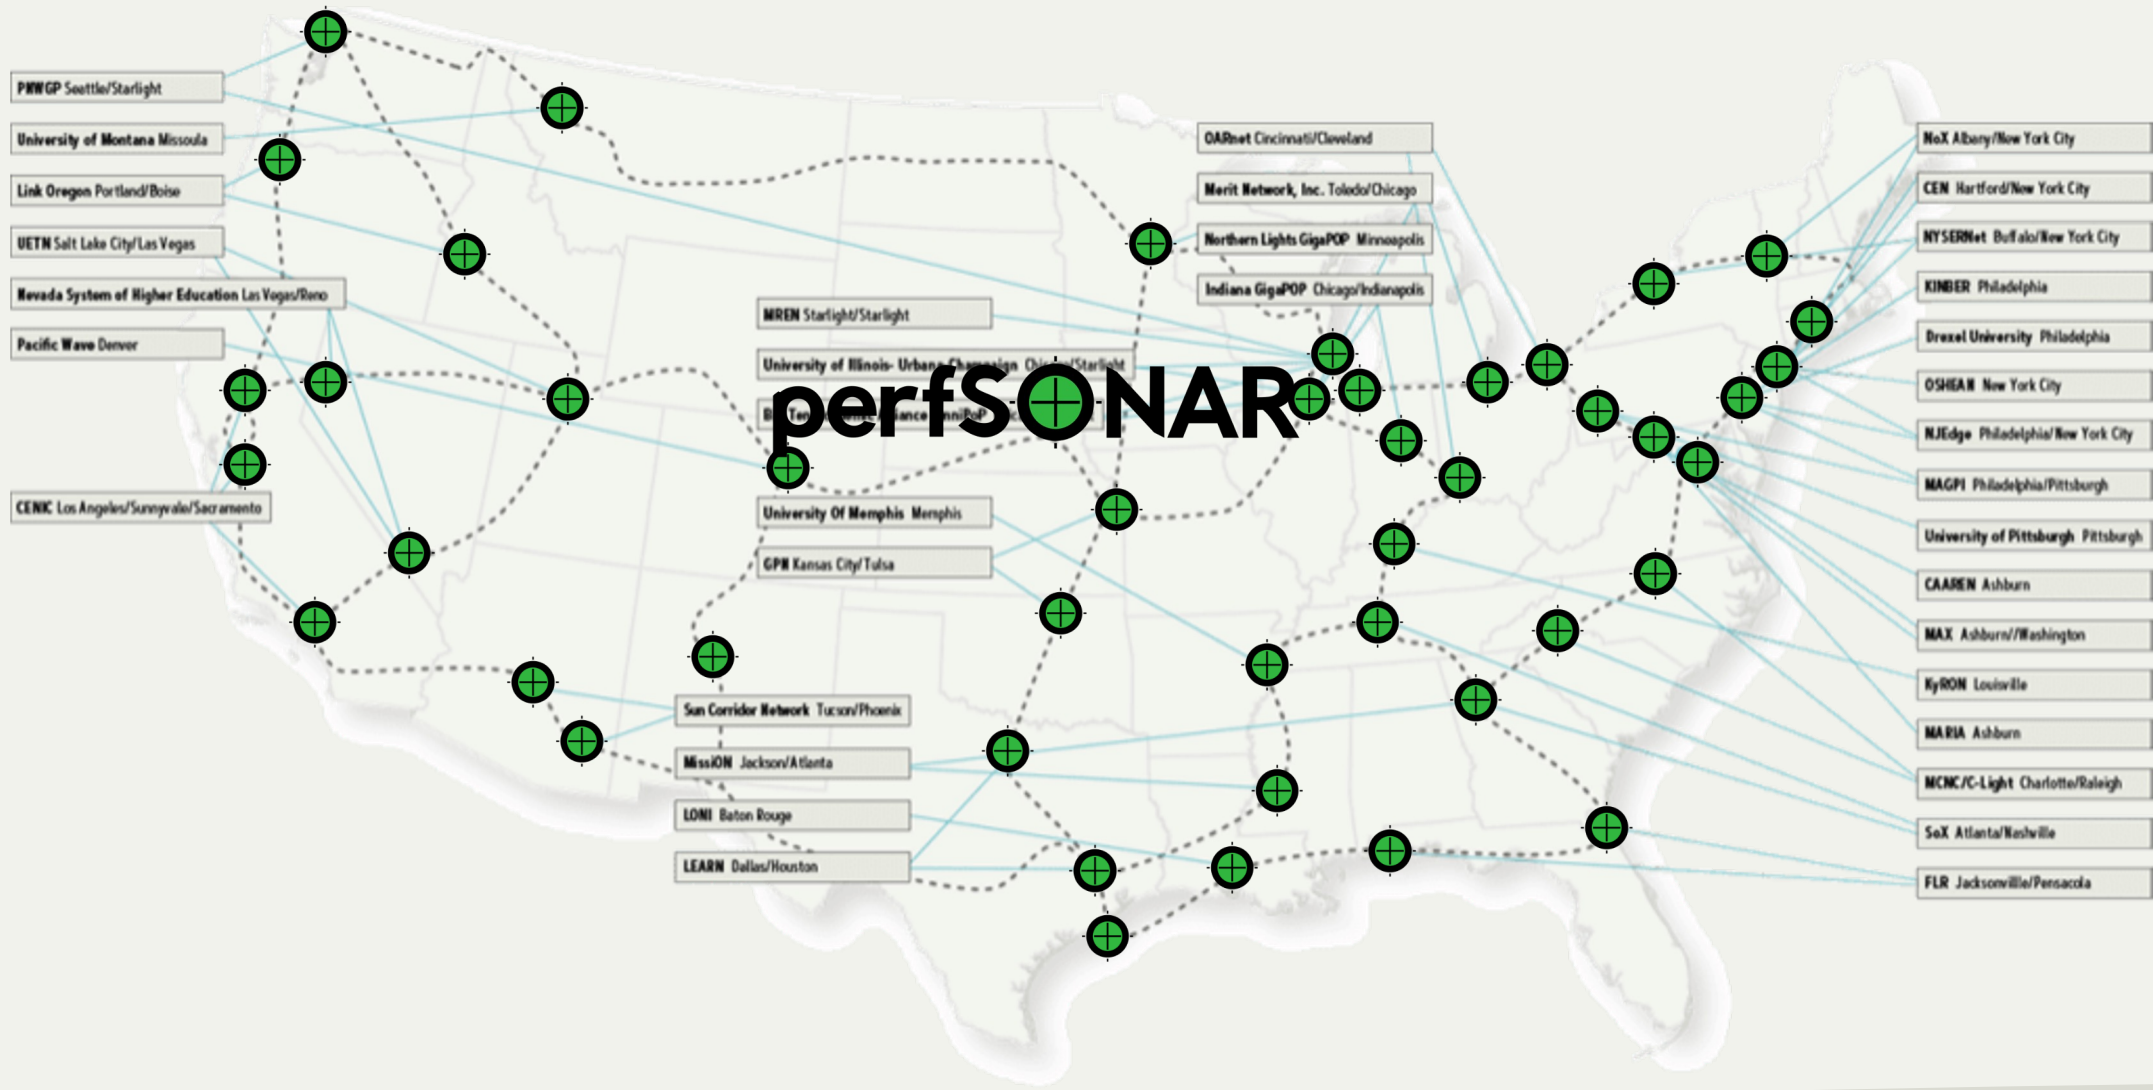 PNWGP Seattle/Starlight
University of Montana Missoula
Link Oregon Portland/Boise
UETN Salt Lake City/Las Vegas
Nevada System of Higher Education Las Vegas/Reno
Pacific Wave Denver
CENIC Los Angeles/Sunnyvale/Sacramento
MREN Starlight/Starlight
University of Illinois- Urbana Champaign Chicago/Starlight
perfSONAR
University Of Memphis Memphis
GPN Kansas City/Tulsa
Sun Corridor Network Tucson/Phoenix
MissiON Jackson/Atlanta
LONI Baton Rouge
LEARN Dallas/Houston
OARnet Cincinnati/Cleveland
Merit Network, Inc. Toledo/Chicago
Northern Lights GigaPOP Minneapolis
Indiana GigaPOP Chicago/Indianapolis
NoX Albany/New York City
CEN Hartford/New York City
NYSERNet Buffalo/New York City
KINBER Philadelphia
Drexel University Philadelphia
OSHEAN New York City
NJEdge Philadelphia/New York City
MAGPI Philadelphia/Pittsburgh
University of Pittsburgh Pittsburgh
CAAREN Ashburn
MAX Ashburn//Washington
KyRON Louisville
MARIA Ashburn
MCNC/C-Light Charlotte/Raleigh
SoX Atlanta/Nashville
FLR Jacksonville/Pensacola